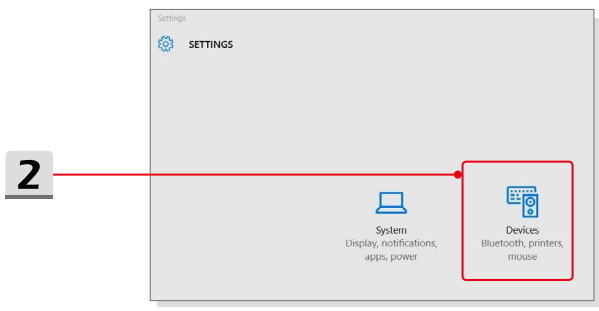 Settings
SETTINGS
2
System
Display, notifications,
apps, power
Devices
Bluetooth, printers,
mouse